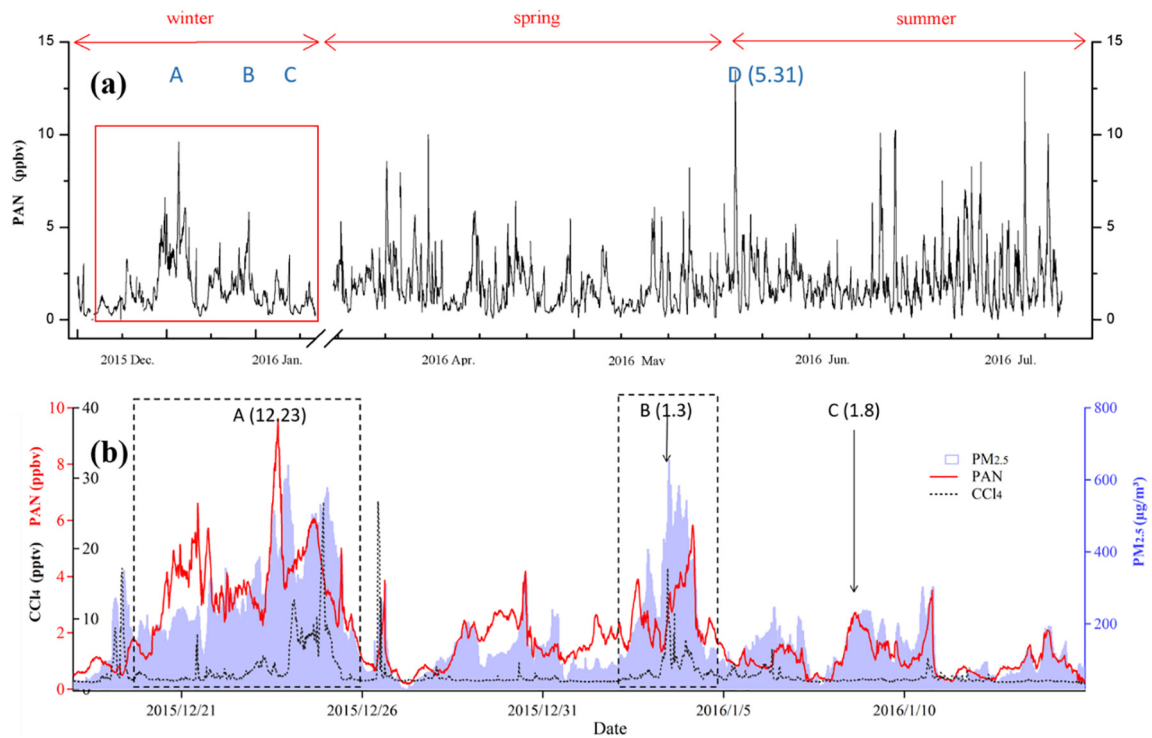 winter spring summer
15 15
A B C D (5.31)
(a)
10 10
PAN (ppbv)
5 5
0 0
2015 Dec. 2016 Jan. 2016 Apr. 2016 May 2016 Jun. 2016 Jul.
10 40 800
A (12.23) B (1.3) C (1.8)
(b)
8 30 600
PM2.5
PAN
CCl4
6 20 400
CCl4 (pptv) PAN (ppbv) PM2.5 (μg/m³)
4 10 200
2
0 0 0
2015/12/21 2015/12/26 2015/12/31 2016/1/5 2016/1/10
Date